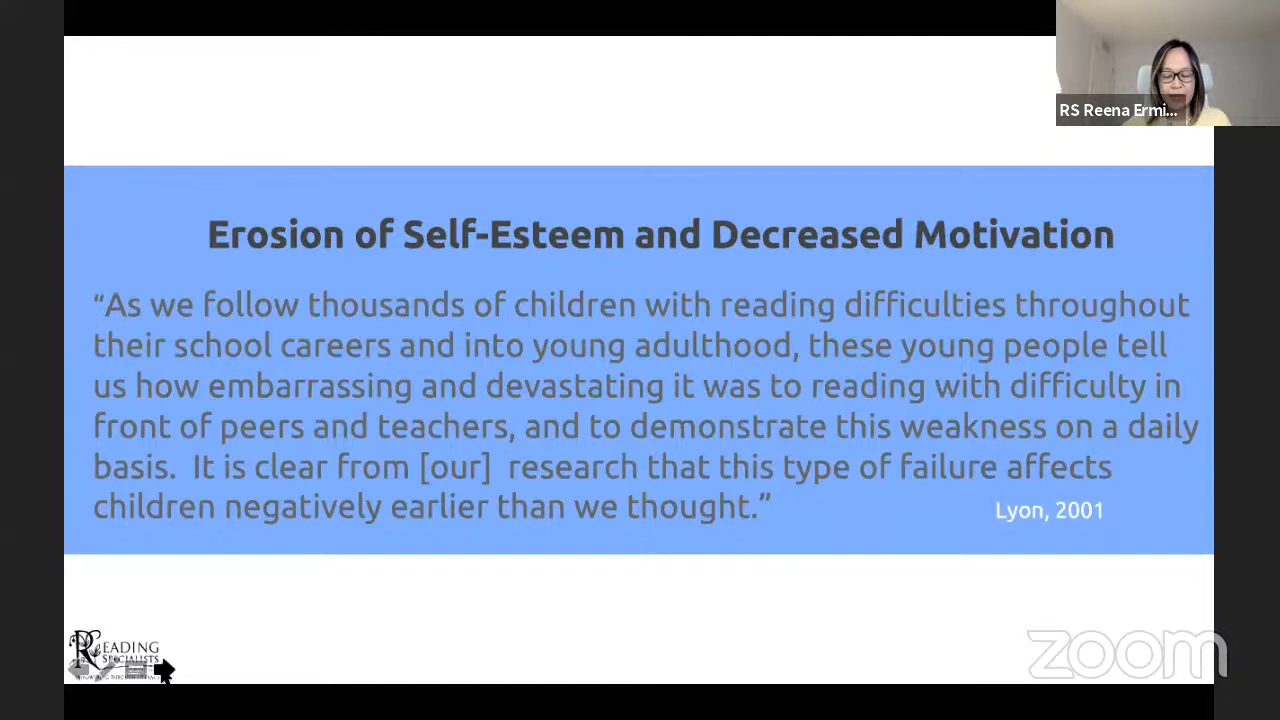 RS Reena Ermi...
Erosion of Self-Esteem and Decreased Motivation
“As we follow thousands of children with reading difficulties throughout
their school careers and into young adulthood, these young people tell
us how embarrassing and devastating it was to reading with difficulty in
front of peers and teachers, and to demonstrate this weakness on a daily
basis.  It is clear from [our]  research that this type of failure affects
children negatively earlier than we thought.”
Lyon, 2001
READING
SPECIALISTS
zoom